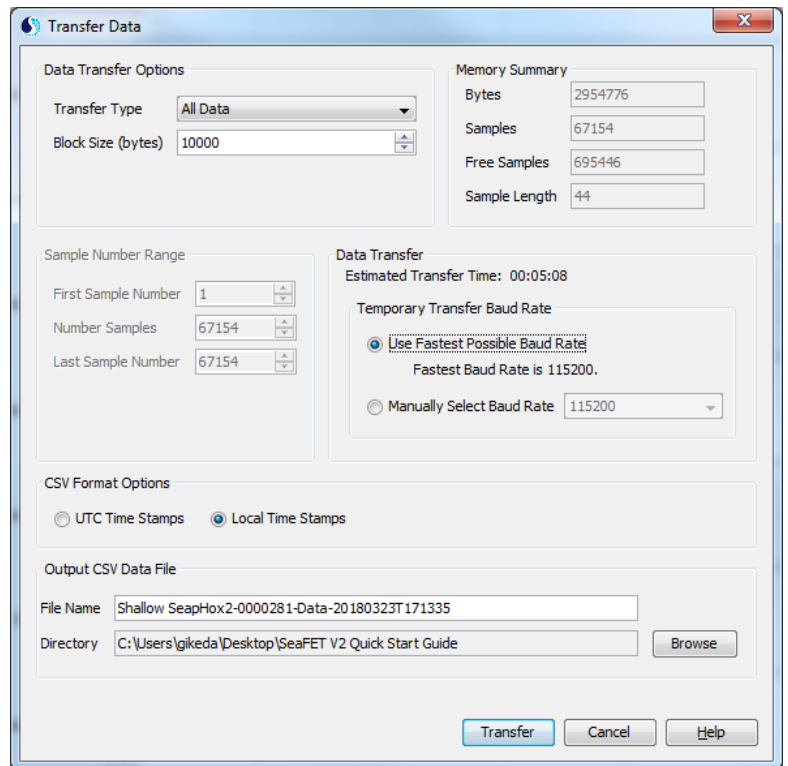 Transfer Data
Data Transfer Options
Transfer Type All Data
Block Size (bytes) 10000
Memory Summary
Bytes 2954776
Samples 67154
Free Samples 695446
Sample Length 44
Sample Number Range
First Sample Number 1
Number Samples 67154
Last Sample Number 67154
Data Transfer
Estimated Transfer Time: 00:05:08
Temporary Transfer Baud Rate
Use Fastest Possible Baud Rate
Fastest Baud Rate is 115200.
Manually Select Baud Rate 115200
CSV Format Options
UTC Time Stamps Local Time Stamps
Output CSV Data File
File Name Shallow SeapHox2-0000281-Data-20180323T171335
Directory C:\Users\gikeda\Desktop\SeaFET V2 Quick Start Guide Browse
Transfer Cancel Help